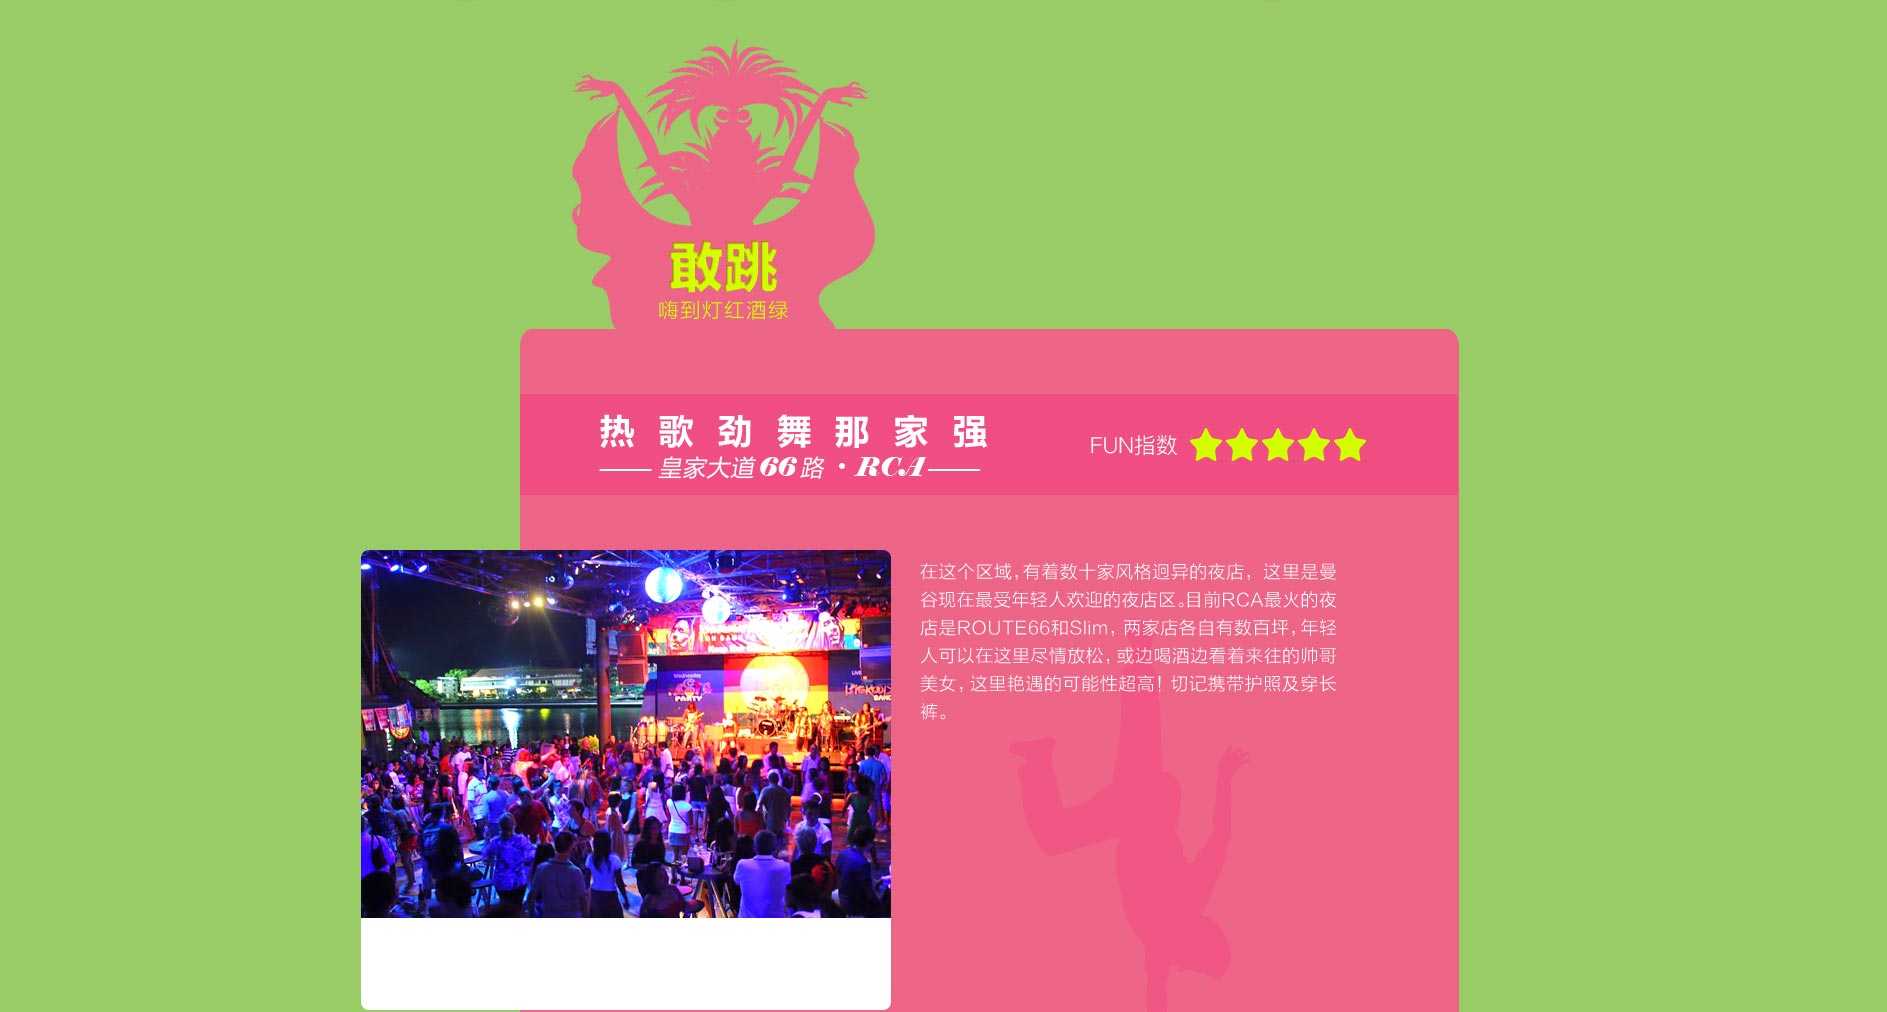 敢跳
嗨到灯红酒绿
热歌劲舞那家强
皇家大道66路·RCA
FUN指数
在这个区域，有着数十家风格迥异的夜店，这里是曼
谷现在最受年轻人欢迎的夜店区。目前RCA最火的夜
店是ROUTE66和Slim，两家店各自有数百坪，年轻
人可以在这里尽情放松，或边喝酒边看着来往的帅哥
美女，这里艳遇的可能性超高！切记携带护照及穿长
裤。
Wednesday
PARTY
LIVE
BAND